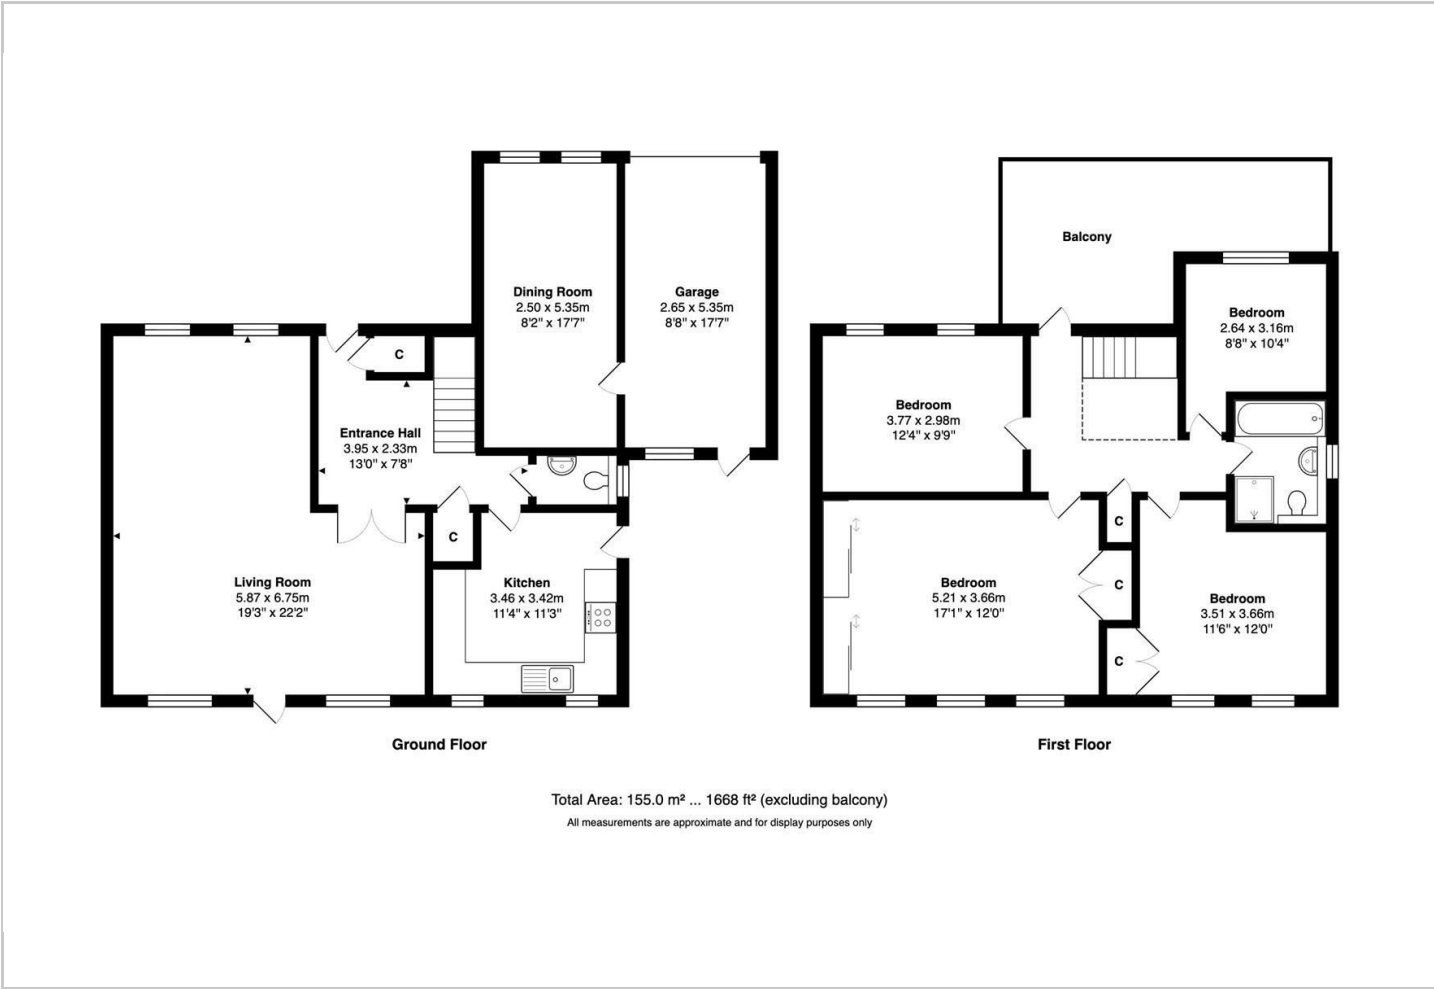 Dining Room
2.50 x 5.35m
8'2" x 17'7"
Garage
2.65 x 5.35m
8'8" x 17'7"
C
Entrance Hall
3.95 x 2.33m
13'0" x 7'8"
C
Living Room
5.87 x 6.75m
19'3" x 22'2"
Kitchen
3.46 x 3.42m
11'4" x 11'3"
Ground Floor
Balcony
Bedroom
2.64 x 3.16m
8'8" x 10'4"
Bedroom
3.77 x 2.98m
12'4" x 9'9"
C
Bedroom
5.21 x 3.66m
17'1" x 12'0"
C
Bedroom
3.51 x 3.66m
11'6" x 12'0"
C
First Floor
Total Area: 155.0 m² ... 1668 ft² (excluding balcony)
All measurements are approximate and for display purposes only